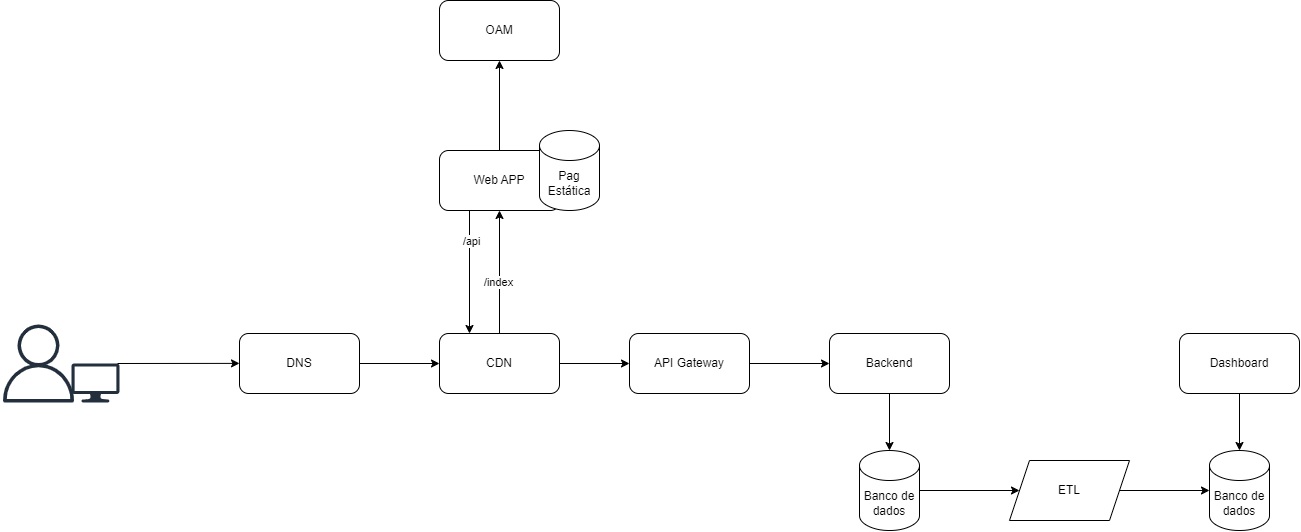 OAM
Web APP
Pag
Estática
/api
/index
DNS
CDN
API Gateway
Backend
Dashboard
Banco de
dados
ETL
Banco de
dados